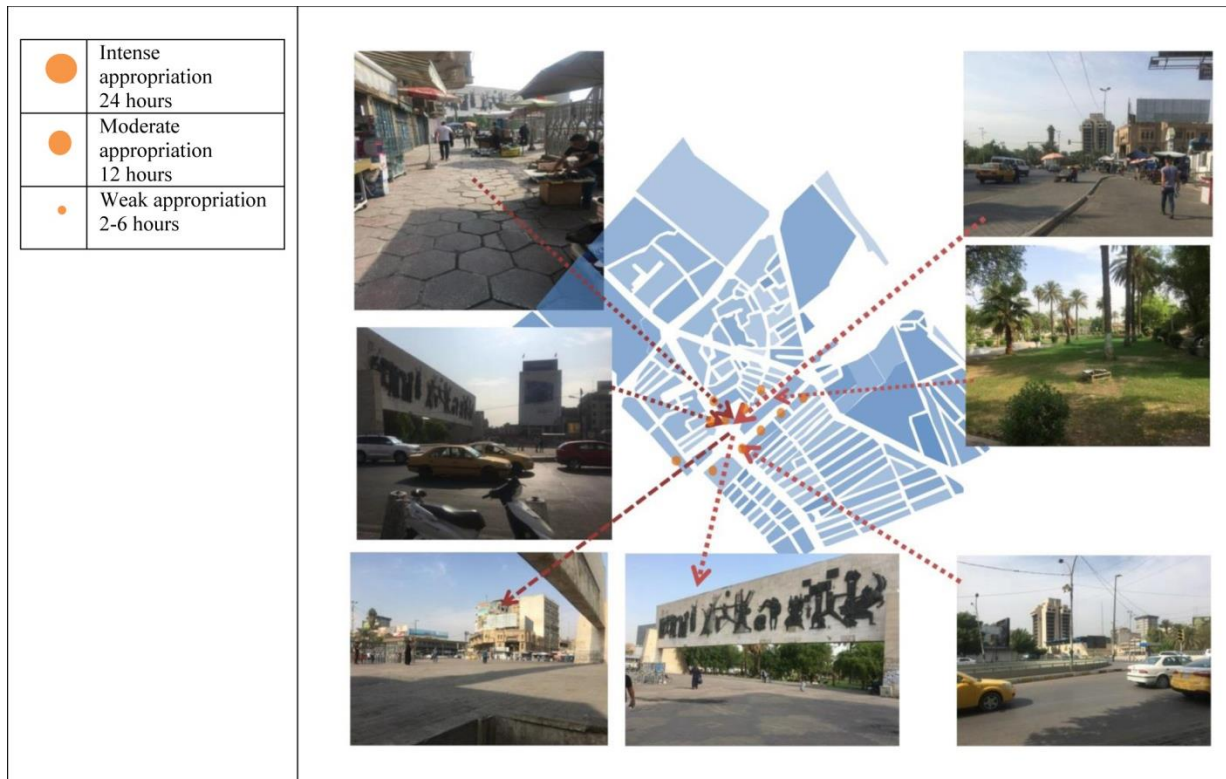 Intense
appropriation
24 hours
Moderate
appropriation
12 hours
Weak appropriation
2-6 hours